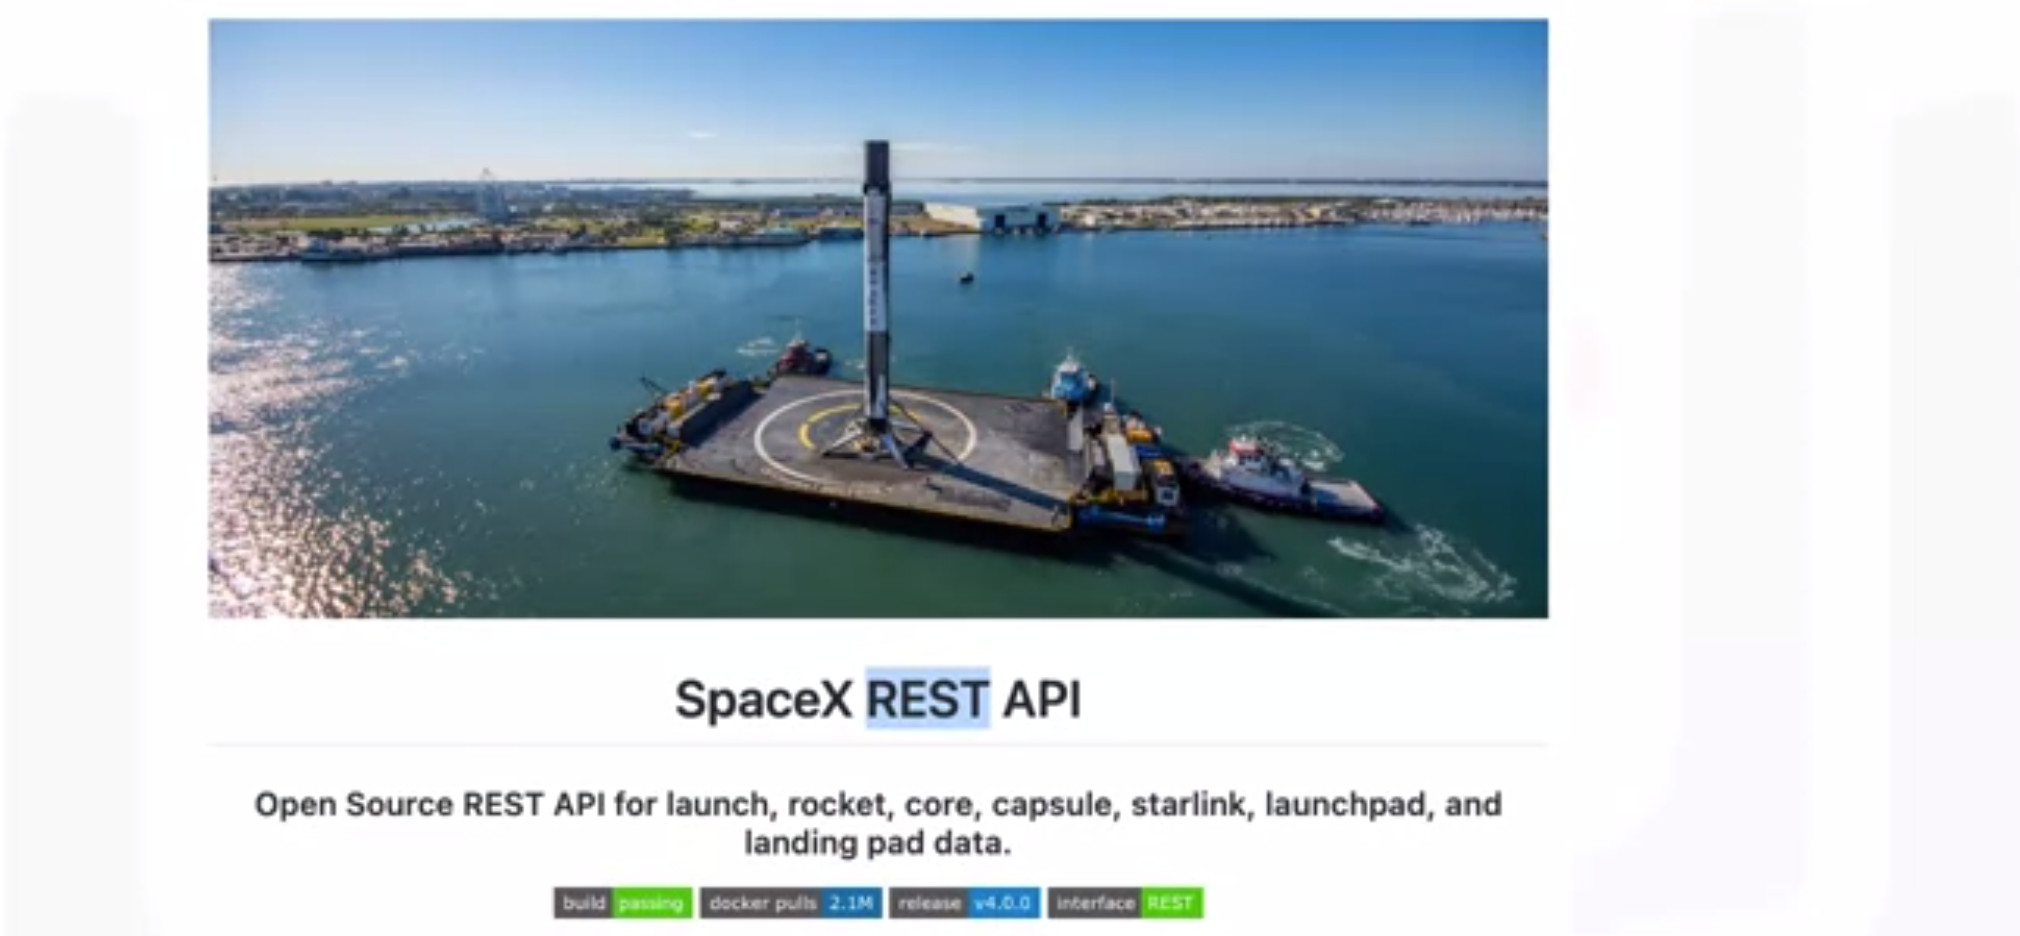 SpaceX REST API
Open Source REST API for launch, rocket, core, capsule, starlink, launchpad, and
landing pad data.
build passing docker pulls 2.1M release v4.0.0 interface REST